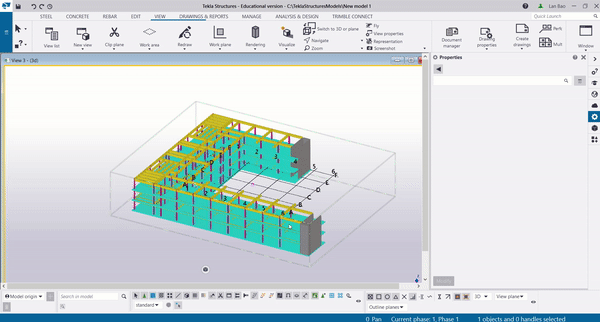 Tekla Structures - Educational version - C:\TeklaStructuresModels\New model 1
Quick Launch
Lan Bao
STEEL CONCRETE REBAR EDIT VIEW DRAWINGS & REPORTS MANAGE ANALYSIS & DESIGN TRIMBLE CONNECT
View list
New view
Clip plane
Work area
Redraw
Work plane
Rendering
Visualize
Switch to 3D or plane
Navigate
Zoom
Fly
View properties
Representation
Screenshot
Document manager
Drawing properties
Create drawings
Perfo
Mult
Window
View 3 - (3d)
Properties
Modify
Model origin
Search in model
standard
View plane
Outline planes
0 Pan
Current phase: 1, Phase 1
1 objects and 0 handles selected